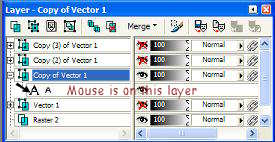 Layer - Copy of Vector 1
Merge
Copy (3) of Vector 1 100 Normal
Copy (2) of Vector 1 100 Normal
Copy of Vector 1 100 Normal
A A Mouse is on this layer
Vector 1 100 Normal
Raster 2 100 Normal